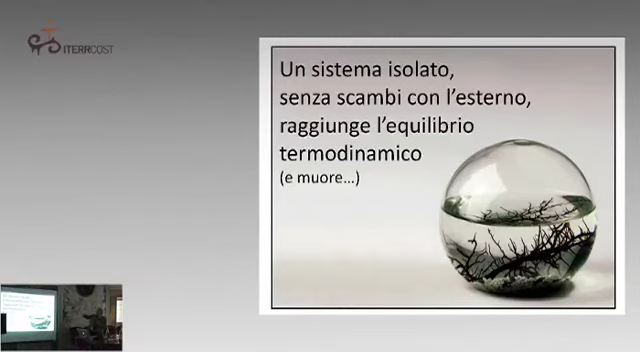 ITERRCOST
Un sistema isolato,
senza scambi con l'esterno,
raggiunge l'equilibrio
termodinamico
(e muore...)